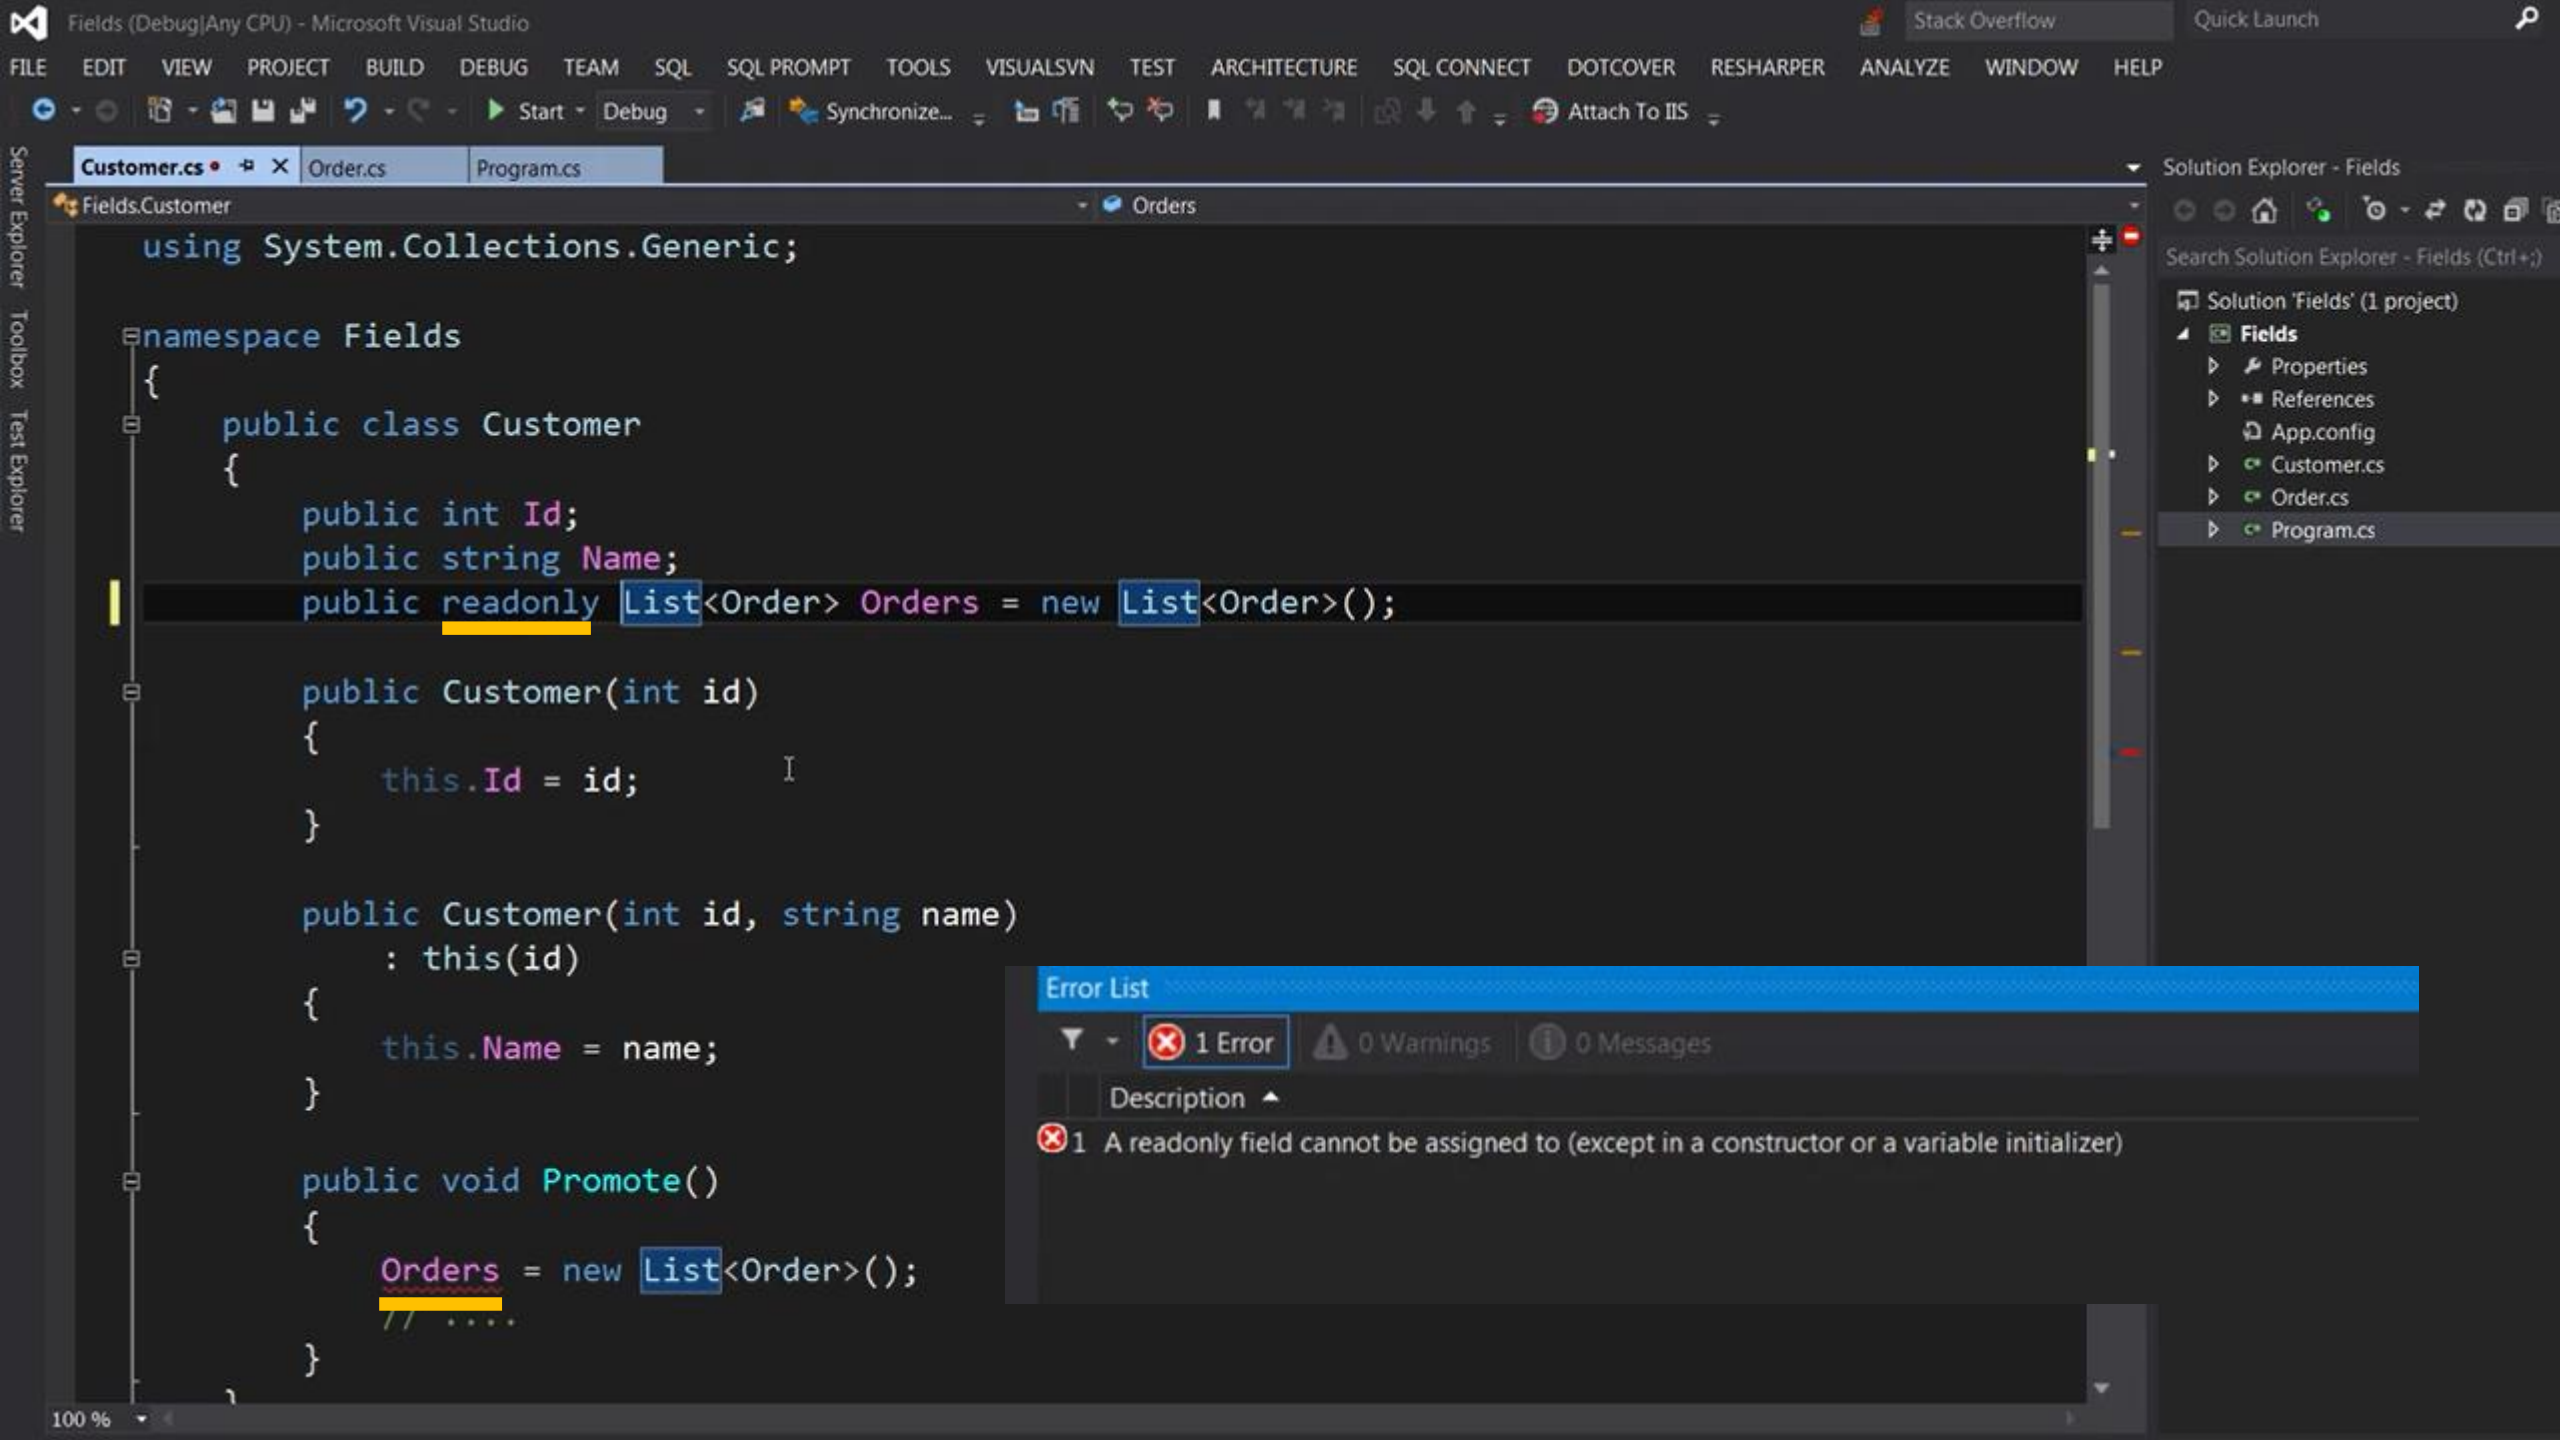 Fields (Debug|Any CPU) - Microsoft Visual Studio
Stack Overflow
Quick Launch
FILE EDIT VIEW PROJECT BUILD DEBUG TEAM SQL SQL PROMPT TOOLS VISUALSVN TEST ARCHITECTURE SQL CONNECT DOTCOVER RESHARPER ANALYZE WINDOW HELP
Start Debug Synchronize... Attach To IIS
Server Explorer
Toolbox
Test Explorer
Customer.cs Order.cs Program.cs
Fields.Customer
Orders
using System.Collections.Generic;
namespace Fields
{
public class Customer
{
public int Id;
public string Name;
public readonly List<Order> Orders = new List<Order>();
public Customer(int id)
{
this.Id = id;
}
public Customer(int id, string name)
: this(id)
{
this.Name = name;
}
public void Promote()
{
Orders = new List<Order>();
// ....
}
}
100 %
Error List
1 Error 0 Warnings 0 Messages
Description
1 A readonly field cannot be assigned to (except in a constructor or a variable initializer)
Solution Explorer - Fields
Search Solution Explorer - Fields (Ctrl+;)
Solution 'Fields' (1 project)
Fields
Properties
References
App.config
Customer.cs
Order.cs
Program.cs